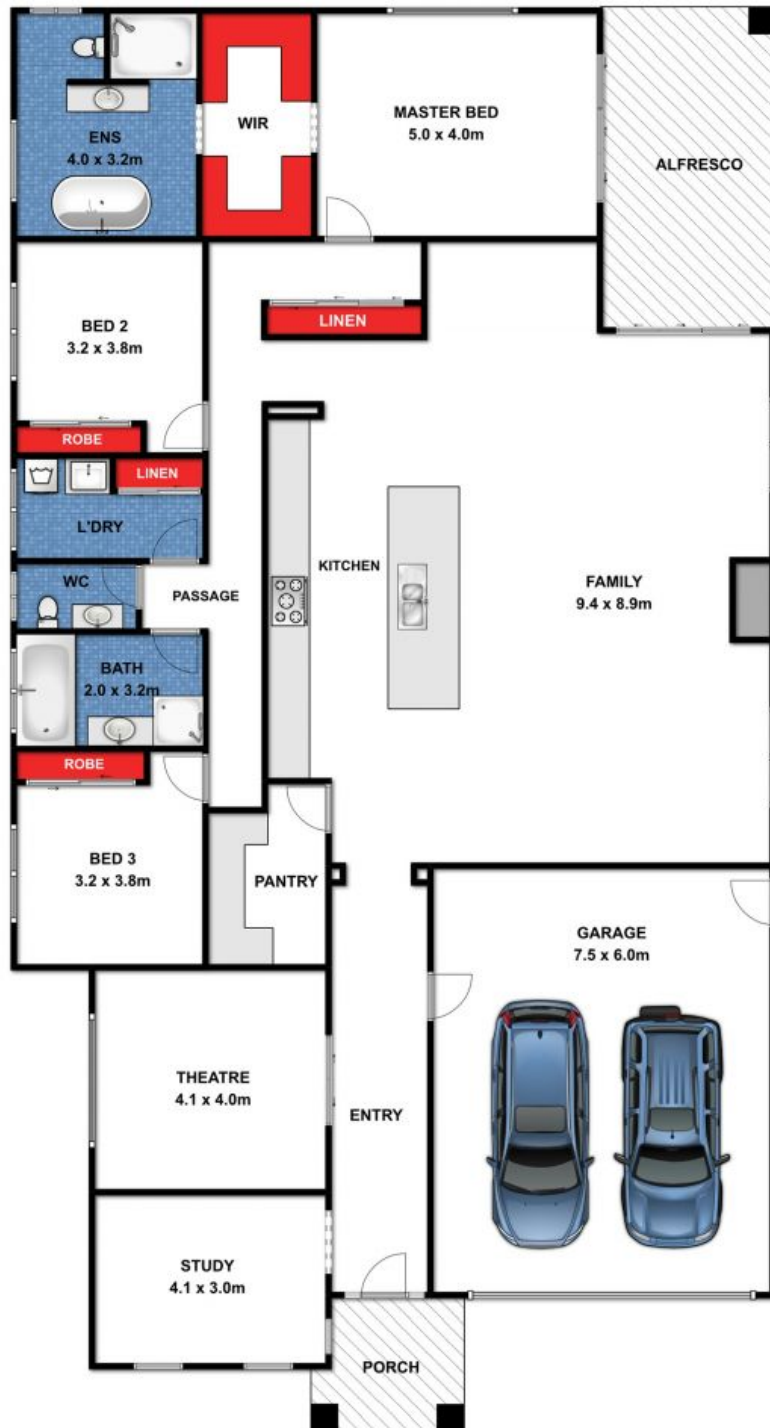 ENS
4.0 x 3.2m
WIR
MASTER BED
5.0 x 4.0m
ALFRESCO
BED 2
3.2 x 3.8m
LINEN
ROBE
LINEN
L'DRY
WC
PASSAGE
KITCHEN
FAMILY
9.4 x 8.9m
BATH
2.0 x 3.2m
ROBE
BED 3
3.2 x 3.8m
PANTRY
GARAGE
7.5 x 6.0m
THEATRE
4.1 x 4.0m
ENTRY
STUDY
4.1 x 3.0m
PORCH